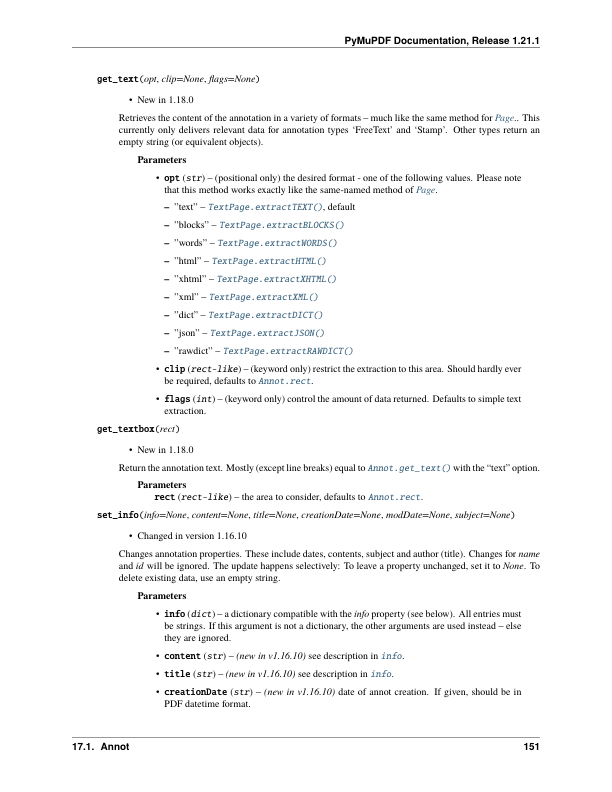 PyMuPDF Documentation, Release 1.21.1
get_text(opt, clip=None, flags=None)
• New in 1.18.0
Retrieves the content of the annotation in a variety of formats – much like the same method for Page.. This
currently only delivers relevant data for annotation types ‘FreeText’ and ‘Stamp’. Other types return an
empty string (or equivalent objects).
Parameters
• opt (str) – (positional only) the desired format - one of the following values. Please note
that this method works exactly like the same-named method of Page.
– ”text” – TextPage.extractTEXT(), default
– ”blocks” – TextPage.extractBLOCKS()
– ”words” – TextPage.extractWORDS()
– ”html” – TextPage.extractHTML()
– ”xhtml” – TextPage.extractXHTML()
– ”xml” – TextPage.extractXML()
– ”dict” – TextPage.extractDICT()
– ”json” – TextPage.extractJSON()
– ”rawdict” – TextPage.extractRAWDICT()
• clip (rect-like) – (keyword only) restrict the extraction to this area. Should hardly ever
be required, defaults to Annot.rect.
• flags (int) – (keyword only) control the amount of data returned. Defaults to simple text
extraction.
get_textbox(rect)
• New in 1.18.0
Return the annotation text. Mostly (except line breaks) equal to Annot.get_text() with the “text” option.
Parameters
rect (rect-like) – the area to consider, defaults to Annot.rect.
set_info(info=None, content=None, title=None, creationDate=None, modDate=None, subject=None)
• Changed in version 1.16.10
Changes annotation properties. These include dates, contents, subject and author (title). Changes for name
and id will be ignored. The update happens selectively: To leave a property unchanged, set it to None. To
delete existing data, use an empty string.
Parameters
• info (dict) – a dictionary compatible with the info property (see below). All entries must
be strings. If this argument is not a dictionary, the other arguments are used instead – else
they are ignored.
• content (str) – (new in v1.16.10) see description in info.
• title (str) – (new in v1.16.10) see description in info.
• creationDate (str) – (new in v1.16.10) date of annot creation. If given, should be in
PDF datetime format.
17.1. Annot 151